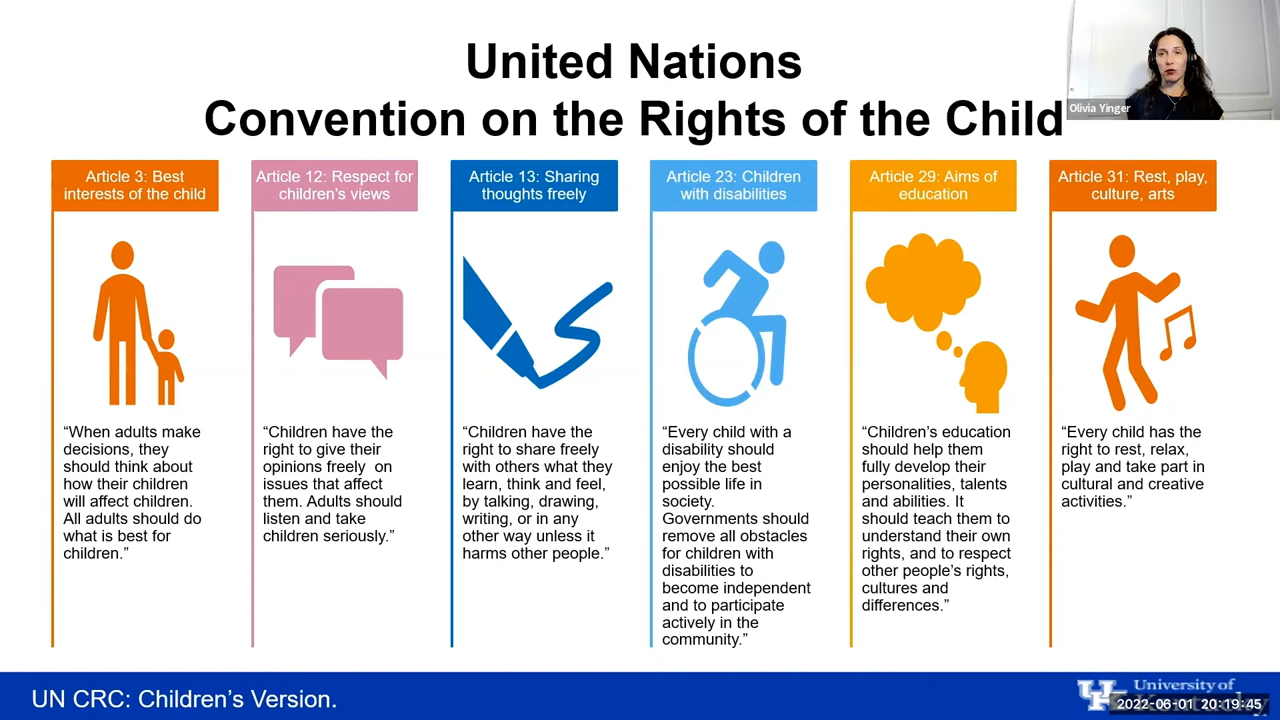 United Nations
Convention on the Rights of the Child
Olivia Yinger
Article 3: Best
interests of the child
“When adults make
decisions, they
should think about
how their children
will affect children.
All adults should do
what is best for
children.”
Article 12: Respect for
children’s views
“Children have the
right to give their
opinions freely on
issues that affect
them. Adults should
listen and take
children seriously.”
Article 13: Sharing
thoughts freely
“Children have the
right to share freely
with others what they
learn, think and feel,
by talking, drawing,
writing, or in any
other way unless it
harms other people.”
Article 23: Children
with disabilities
“Every child with a
disability should
enjoy the best
possible life in
society.
Governments should
remove all obstacles
for children with
disabilities to
become independent
and to participate
actively in the
community.”
Article 29: Aims of
education
“Children’s education
should help them
fully develop their
personalities, talents
and abilities. It
should teach them to
understand their own
rights, and to respect
other people’s rights,
cultures and
differences.”
Article 31: Rest, play,
culture, arts
“Every child has the
right to rest, relax,
play and take part in
cultural and creative
activities.”
UN CRC: Children’s Version.
University of
Kentucky
2022-06-01 20:19:45